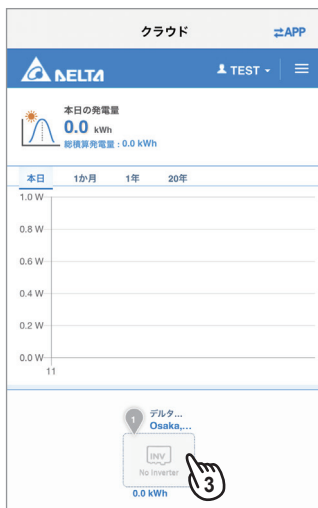 クラウド
⇄APP
DELTA
TEST
本日の発電量
0.0 kWh
総積算発電量 : 0.0 kWh
本日 1か月 1年 20年
1.0 W
0.8 W
0.6 W
0.4 W
0.2 W
0.0 W
11
1
デルタ...
Osaka,...
INV
No Inverter
0.0 kWh
3